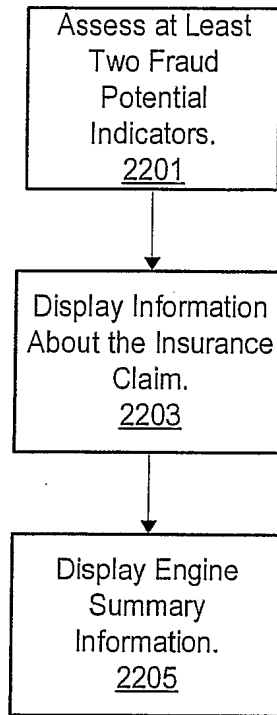 Assess at Least
Two Fraud
Potential
Indicators.
2201
Display Information
About the Insurance
Claim.
2203
Display Engine
Summary
Information.
2205